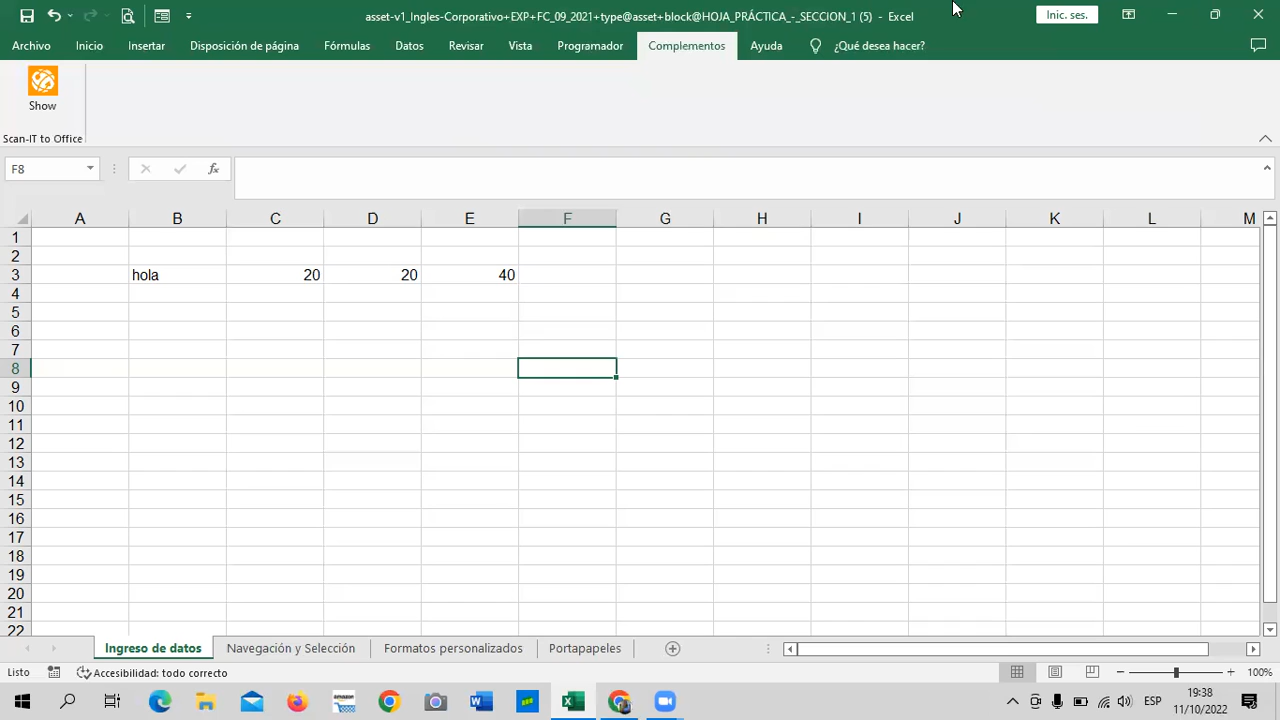 asset-v1_Ingles-Corporativo+EXP+FC_09_2021+type@asset+block@HOJA_PRÁCTICA_-_SECCION_1 (5) - Excel
Inic. ses.
Archivo Inicio Insertar Disposición de página Fórmulas Datos Revisar Vista Programador Complementos Ayuda ¿Qué desea hacer?
Show
Scan-IT to Office
F8 fx
A B C D E F G H I J K L M
1
2
3 hola 20 20 40
4
5
6
7
8
9
10
11
12
13
14
15
16
17
18
19
20
21
22
Ingreso de datos Navegación y Selección Formatos personalizados Portapapeles
Listo Accesibilidad: todo correcto 100%
amazon ESP 19:38
11/10/2022